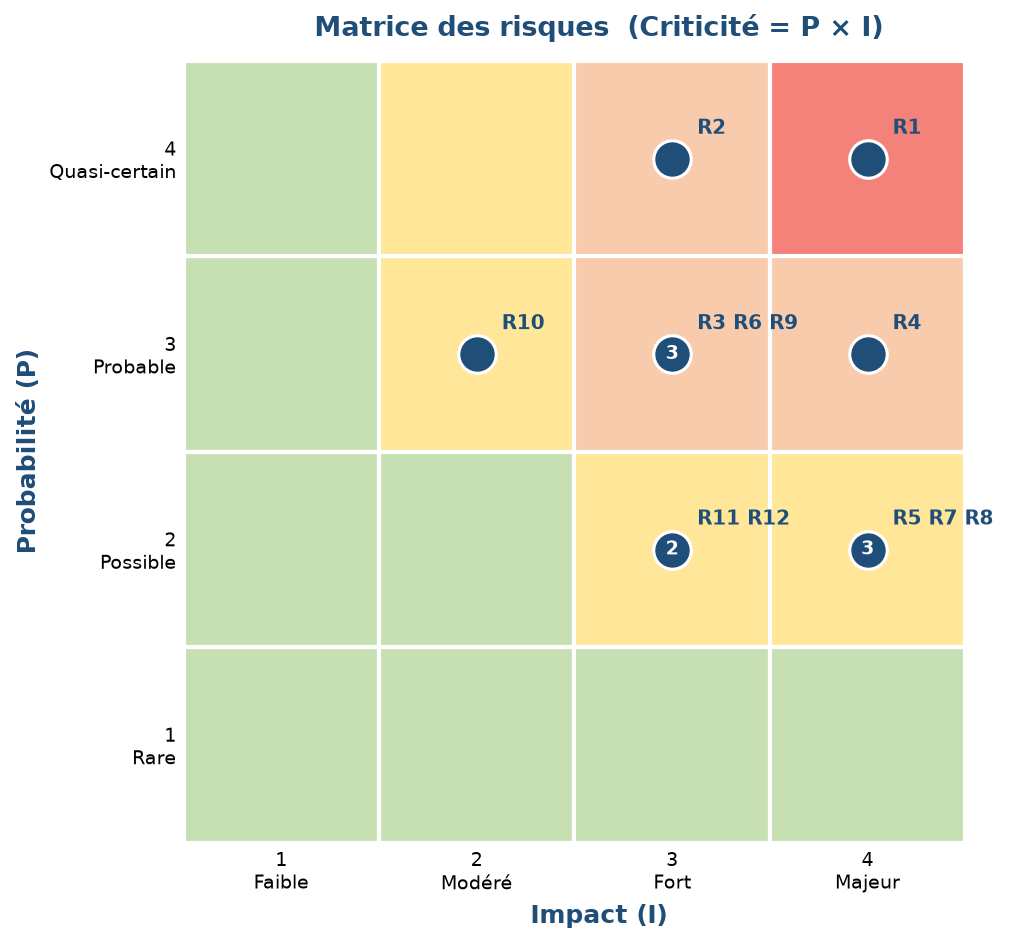 Matrice des risques  (Criticité = P × I)
R2
R1
4
Quasi-certain
R10
R3 R6 R9
R4
3
Probable
3
R11 R12
R5 R7 R8
2
Possible
2
3
1
Rare
Probabilité (P)
1
Faible
2
Modéré
3
Fort
4
Majeur
Impact (I)